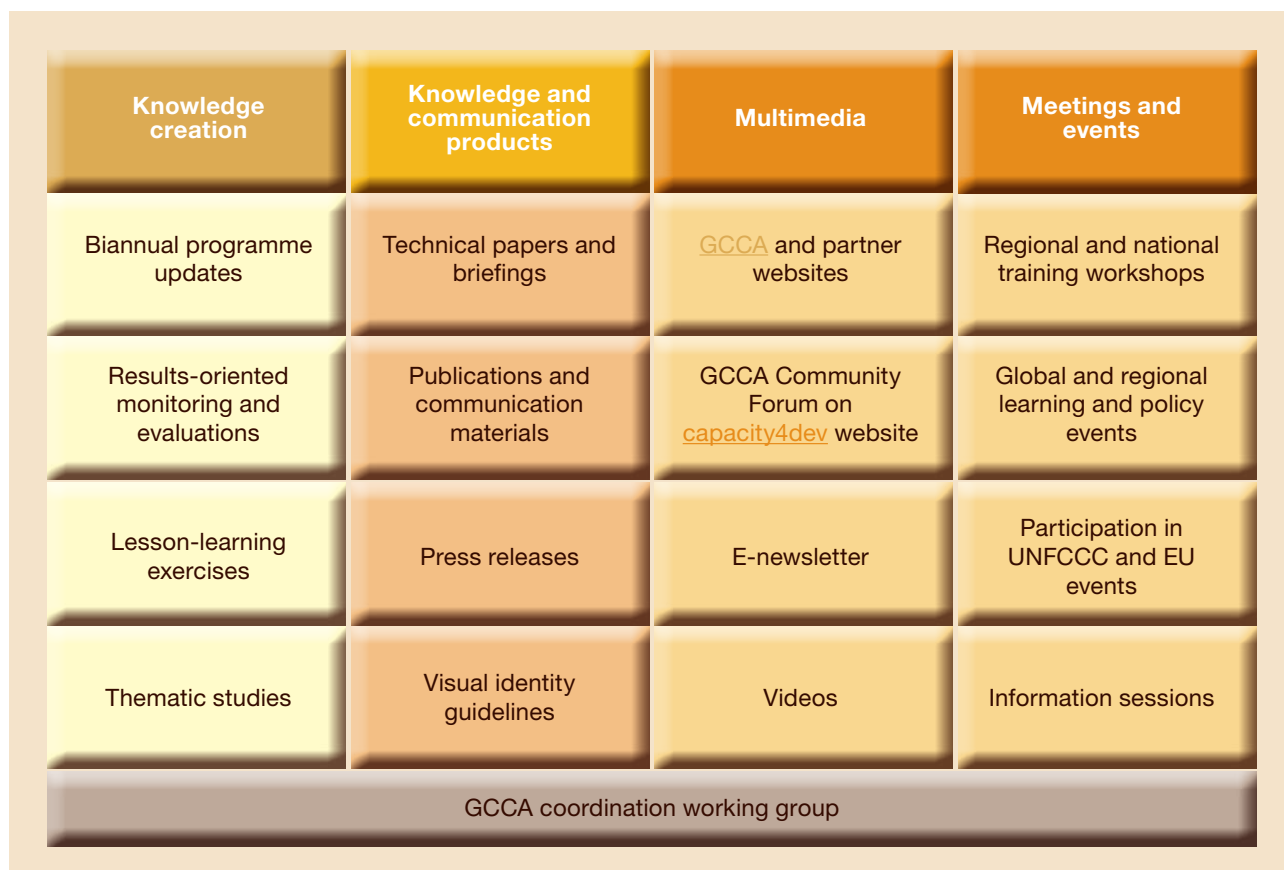 Knowledge
creation
Knowledge and
communication
products
Multimedia
Meetings and
events
Biannual programme
updates
Technical papers and
briefings
GCCA and partner
websites
Regional and national
training workshops
Results-oriented
monitoring and
evaluations
Publications and
communication
materials
GCCA Community
Forum on
capacity4dev website
Global and regional
learning and policy
events
Lesson-learning
exercises
Press releases
E-newsletter
Participation in
UNFCCC and EU
events
Thematic studies
Visual identity
guidelines
Videos
Information sessions
GCCA coordination working group